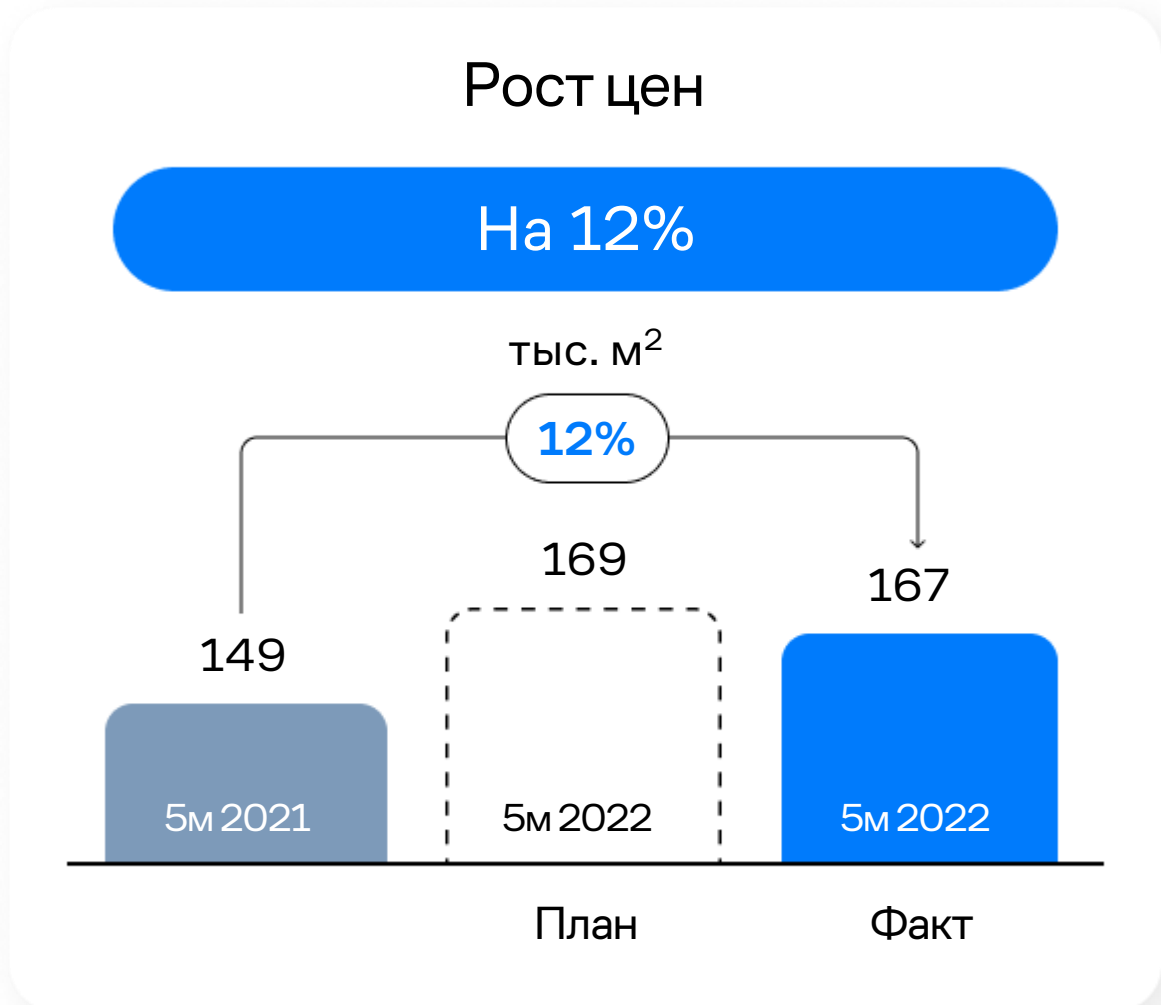 Рост цен
На 12%
тыс. м²
12%
169
167
149
5м 2021
5м 2022
5м 2022
План
Факт